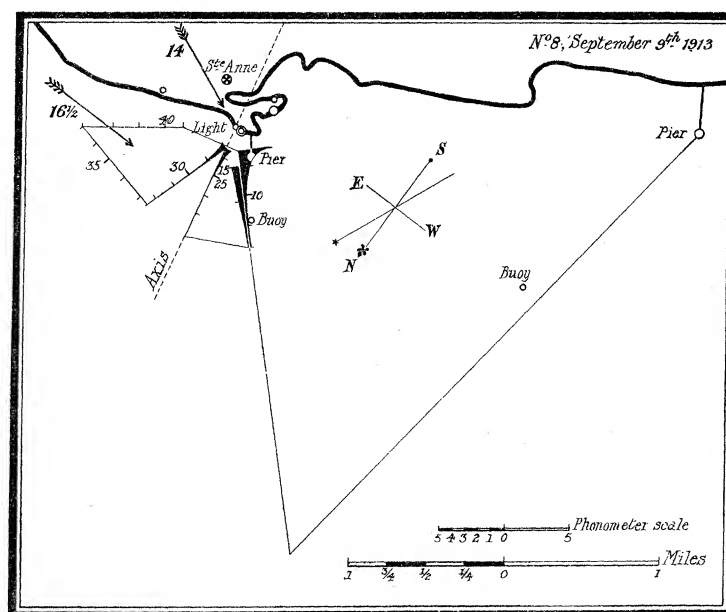 Nº 8, September 9th 1913
14
Ste Anne
16½
40
Light
Pier
35
30
Pier
15
25
10
S
E
W
N
Buoy
Axis
Buoy
Phonometer scale
5 4 3 2 1 0 5
Miles
1 ¾ ½ ¼ 0 1